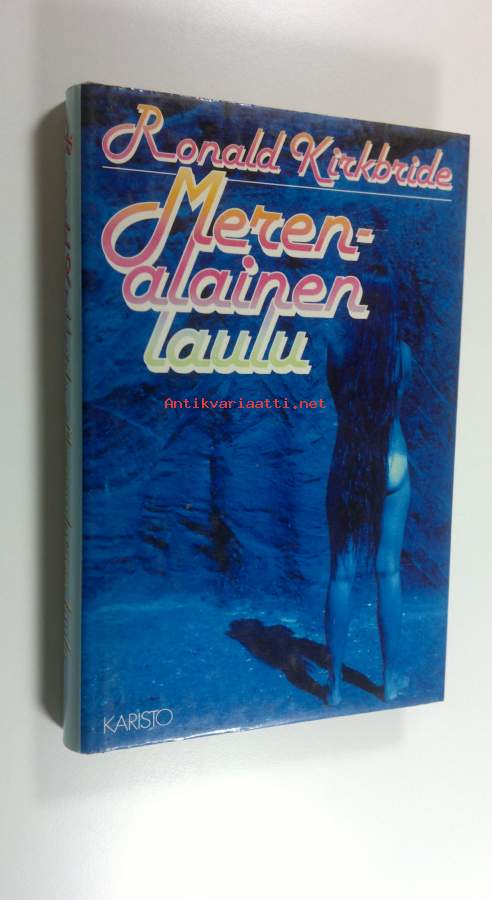 Ronald Kirkbride
Meren-
alainen
laulu
Antikvariaatti.net
KARISTO